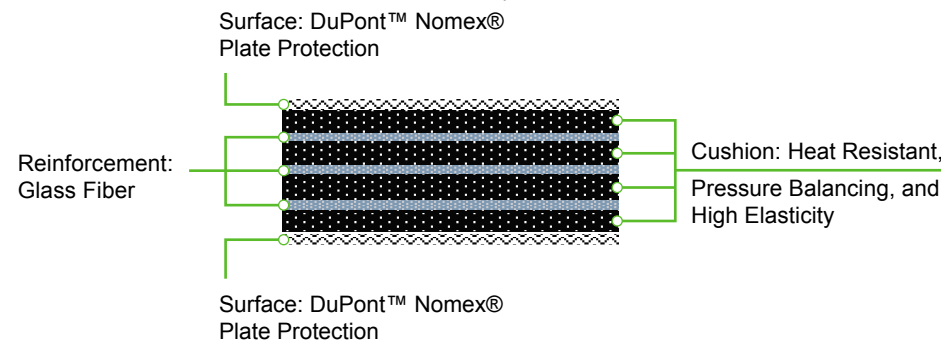 Surface: DuPont™ Nomex®
Plate Protection
Reinforcement:
Glass Fiber
Cushion: Heat Resistant,
Pressure Balancing, and
High Elasticity
Surface: DuPont™ Nomex®
Plate Protection